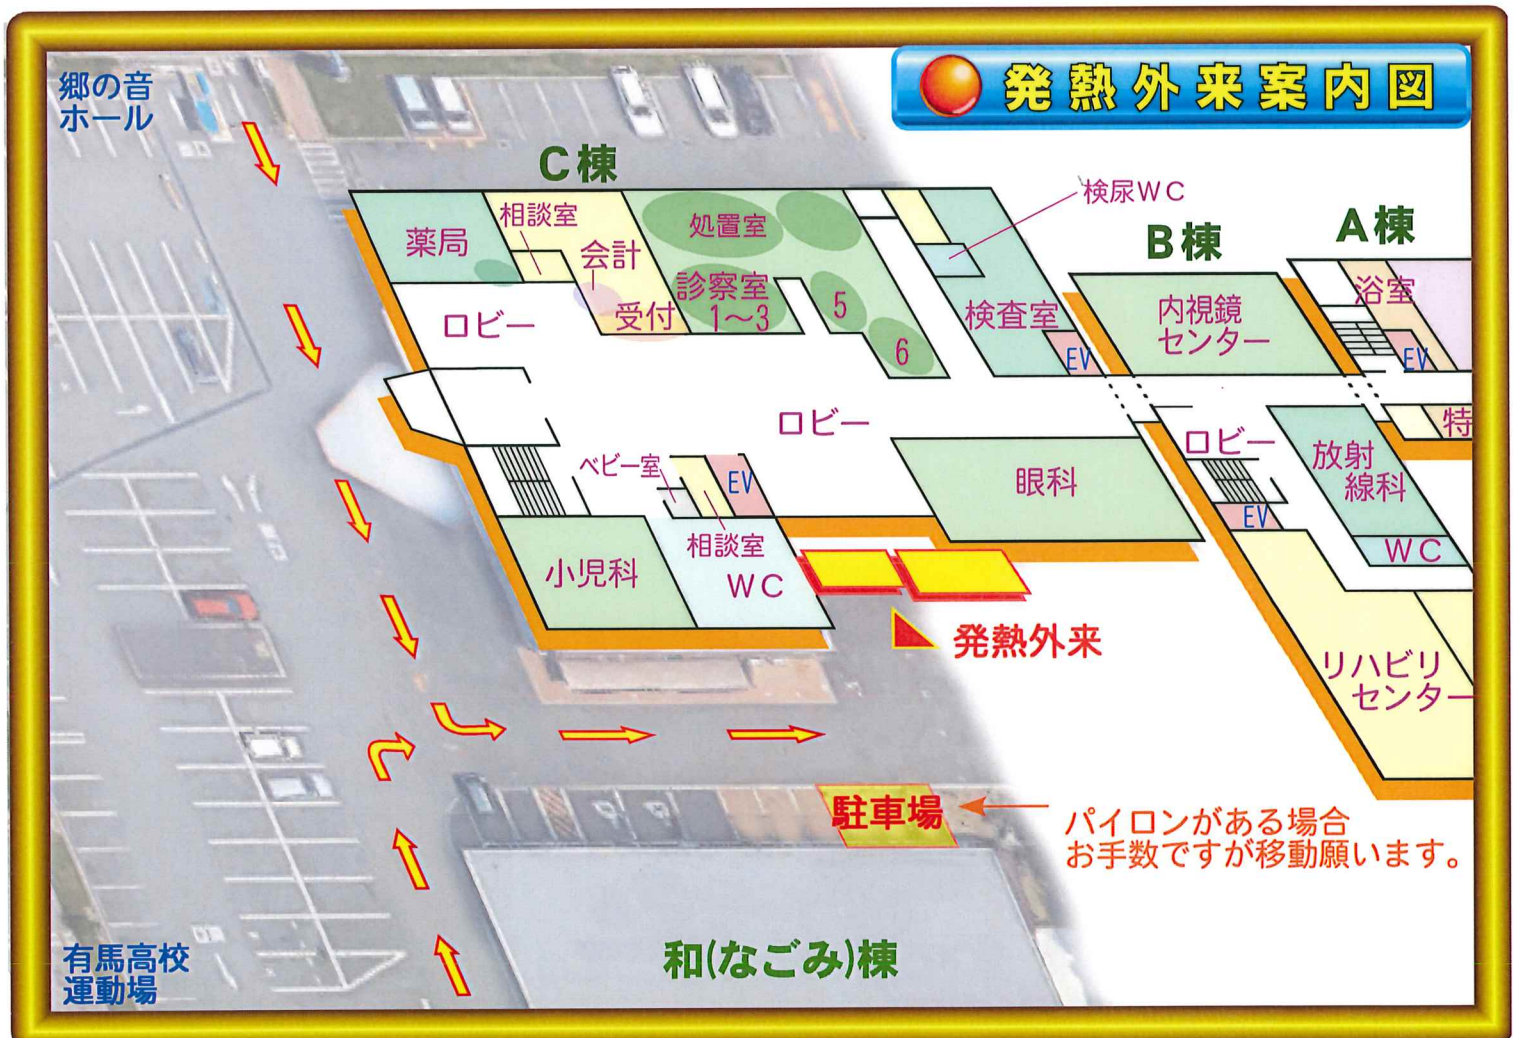 発熱外来案内図
郷の音
ホール
C棟
検尿WC
B棟
A棟
薬局
相談室
会計
受付
処置室
診察室
1〜3
5
6
検査室
EV
内視鏡
センター
浴室
EV
ロビー
ロビー
ロビー
特
放射
線科
WC
ベビー室
EV
相談室
眼科
EV
小児科
WC
発熱外来
リハビリ
センター
駐車場
パイロンがある場合
お手数ですが移動願います。
有馬高校
運動場
和(なごみ)棟